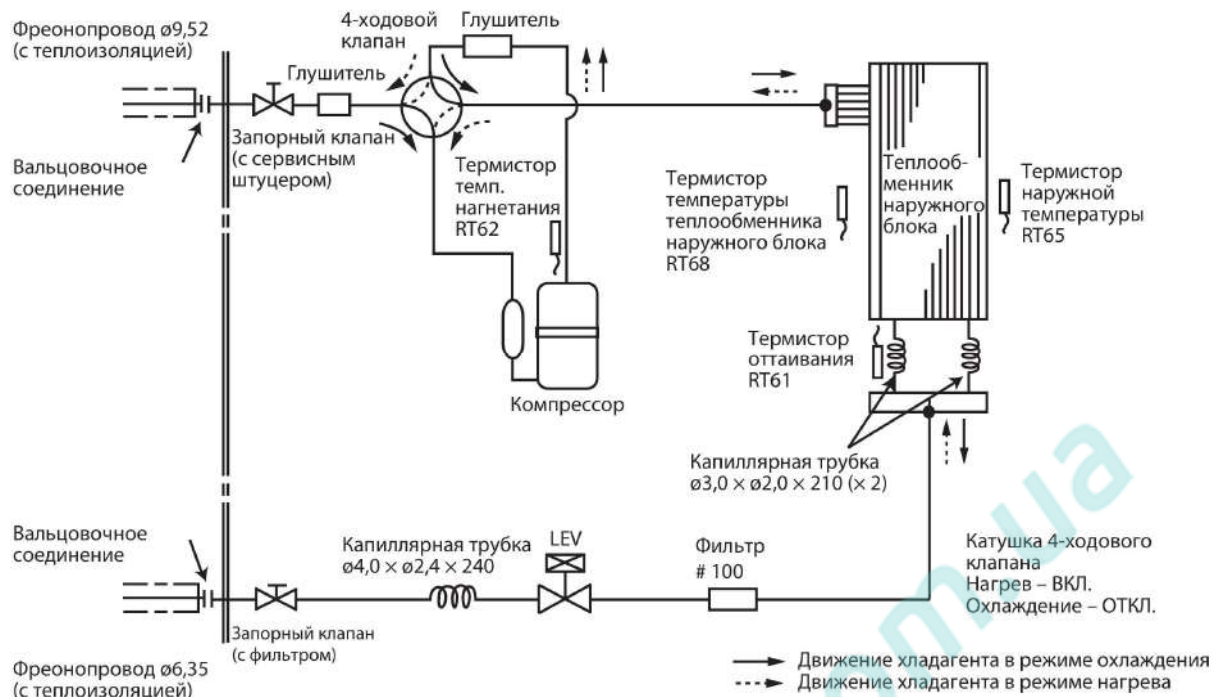 Фреонопровод ø9,52
(с теплоизоляцией)
4-ходовой
клапан
Глушитель
Глушитель
Вальцовочное
соединение
Запорный клапан
(с сервисным
штуцером)
Термистор
темп.
нагнетания
RT62
Термистор
температуры
теплообменника
наружного блока
RT68
Теплооб-
менник
наружного
блока
Термистор
наружной
температуры
RT65
Термистор
оттаивания
RT61
Компрессор
Капиллярная трубка
ø3,0 × ø2,0 × 210 (× 2)
Вальцовочное
соединение
Капиллярная трубка
ø4,0 × ø2,4 × 240
LEV
Фильтр
# 100
Катушка 4-ходового
клапана
Нагрев – ВКЛ.
Охлаждение – ОТКЛ.
Запорный клапан
(с фильтром)
Фреонопровод ø6,35
(с теплоизоляцией)
Движение хладагента в режиме охлаждения
Движение хладагента в режиме нагрева
om.ua